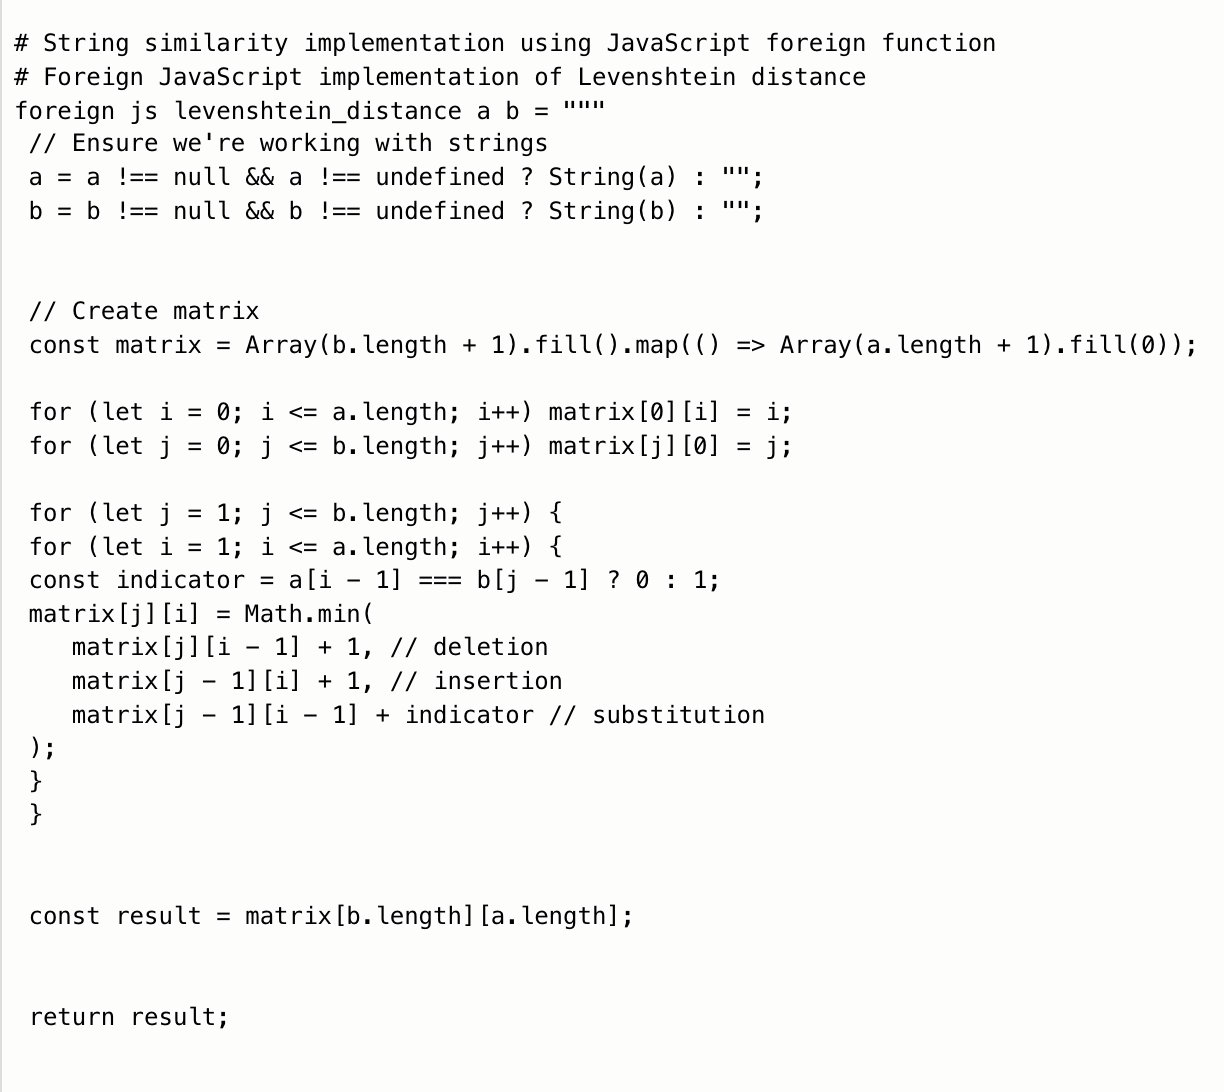 # String similarity implementation using JavaScript foreign function
# Foreign JavaScript implementation of Levenshtein distance
foreign js levenshtein_distance a b = """
// Ensure we're working with strings
a = a !== null && a !== undefined ? String(a) : "";
b = b !== null && b !== undefined ? String(b) : "";
// Create matrix
const matrix = Array(b.length + 1).fill().map(() => Array(a.length + 1).fill(0));
for (let i = 0; i <= a.length; i++) matrix[0][i] = i;
for (let j = 0; j <= b.length; j++) matrix[j][0] = j;
for (let j = 1; j <= b.length; j++) {
for (let i = 1; i <= a.length; i++) {
const indicator = a[i − 1] === b[j − 1] ? 0 : 1;
matrix[j][i] = Math.min(
matrix[j][i − 1] + 1, // deletion
matrix[j − 1][i] + 1, // insertion
matrix[j − 1][i − 1] + indicator // substitution
);
}
}
const result = matrix[b.length][a.length];
return result;